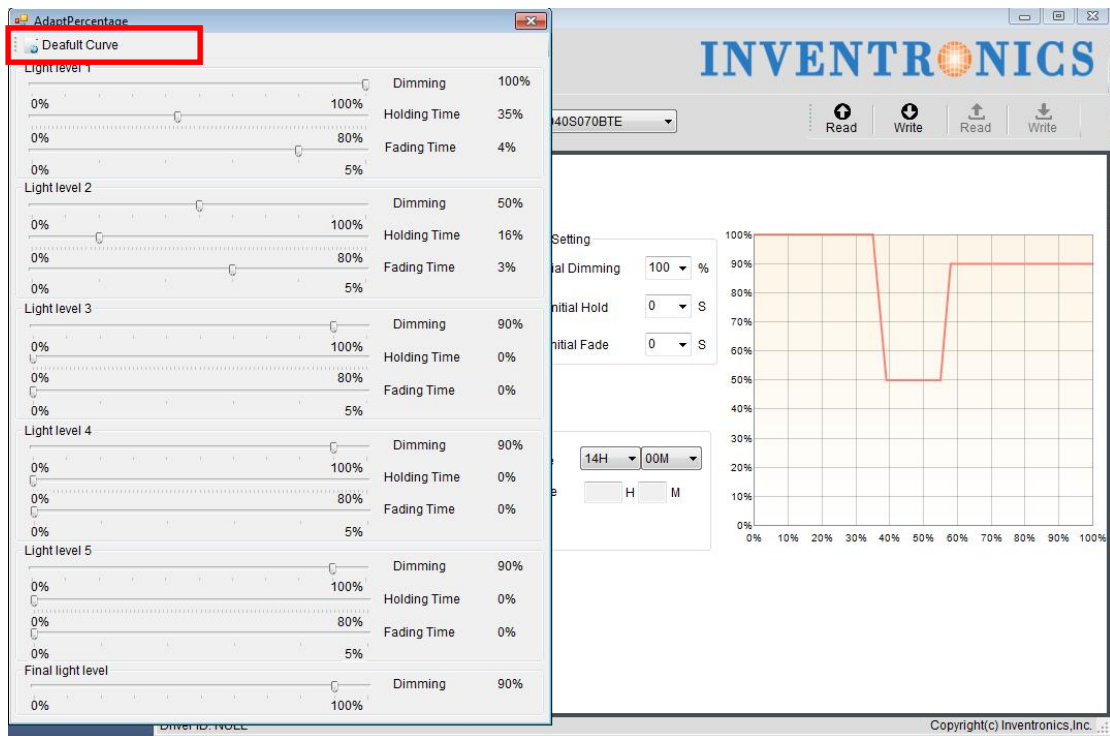 AdaptPercentage
Deafult Curve
INVENTRONICS
040S070BTE
Read Write Read Write
Light level 1
Dimming 100%
0% 100%
Holding Time 35%
0% 80%
Fading Time 4%
0% 5%
Light level 2
Dimming 50%
0% 100%
Holding Time 16%
0% 80%
Fading Time 3%
0% 5%
Light level 3
Dimming 90%
0% 100%
Holding Time 0%
0% 80%
Fading Time 0%
0% 5%
Light level 4
Dimming 90%
0% 100%
Holding Time 0%
0% 80%
Fading Time 0%
0% 5%
Light level 5
Dimming 90%
0% 100%
Holding Time 0%
0% 80%
Fading Time 0%
0% 5%
Final light level
Dimming 90%
0% 100%
Setting
ial Dimming 100 %
nitial Hold 0 S
nitial Fade 0 S
e 14H 00M
e H M
100%
90%
80%
70%
60%
50%
40%
30%
20%
10%
0%
0% 10% 20% 30% 40% 50% 60% 70% 80% 90% 100%
Driver ID: NULL
Copyright(c) Inventronics,Inc.